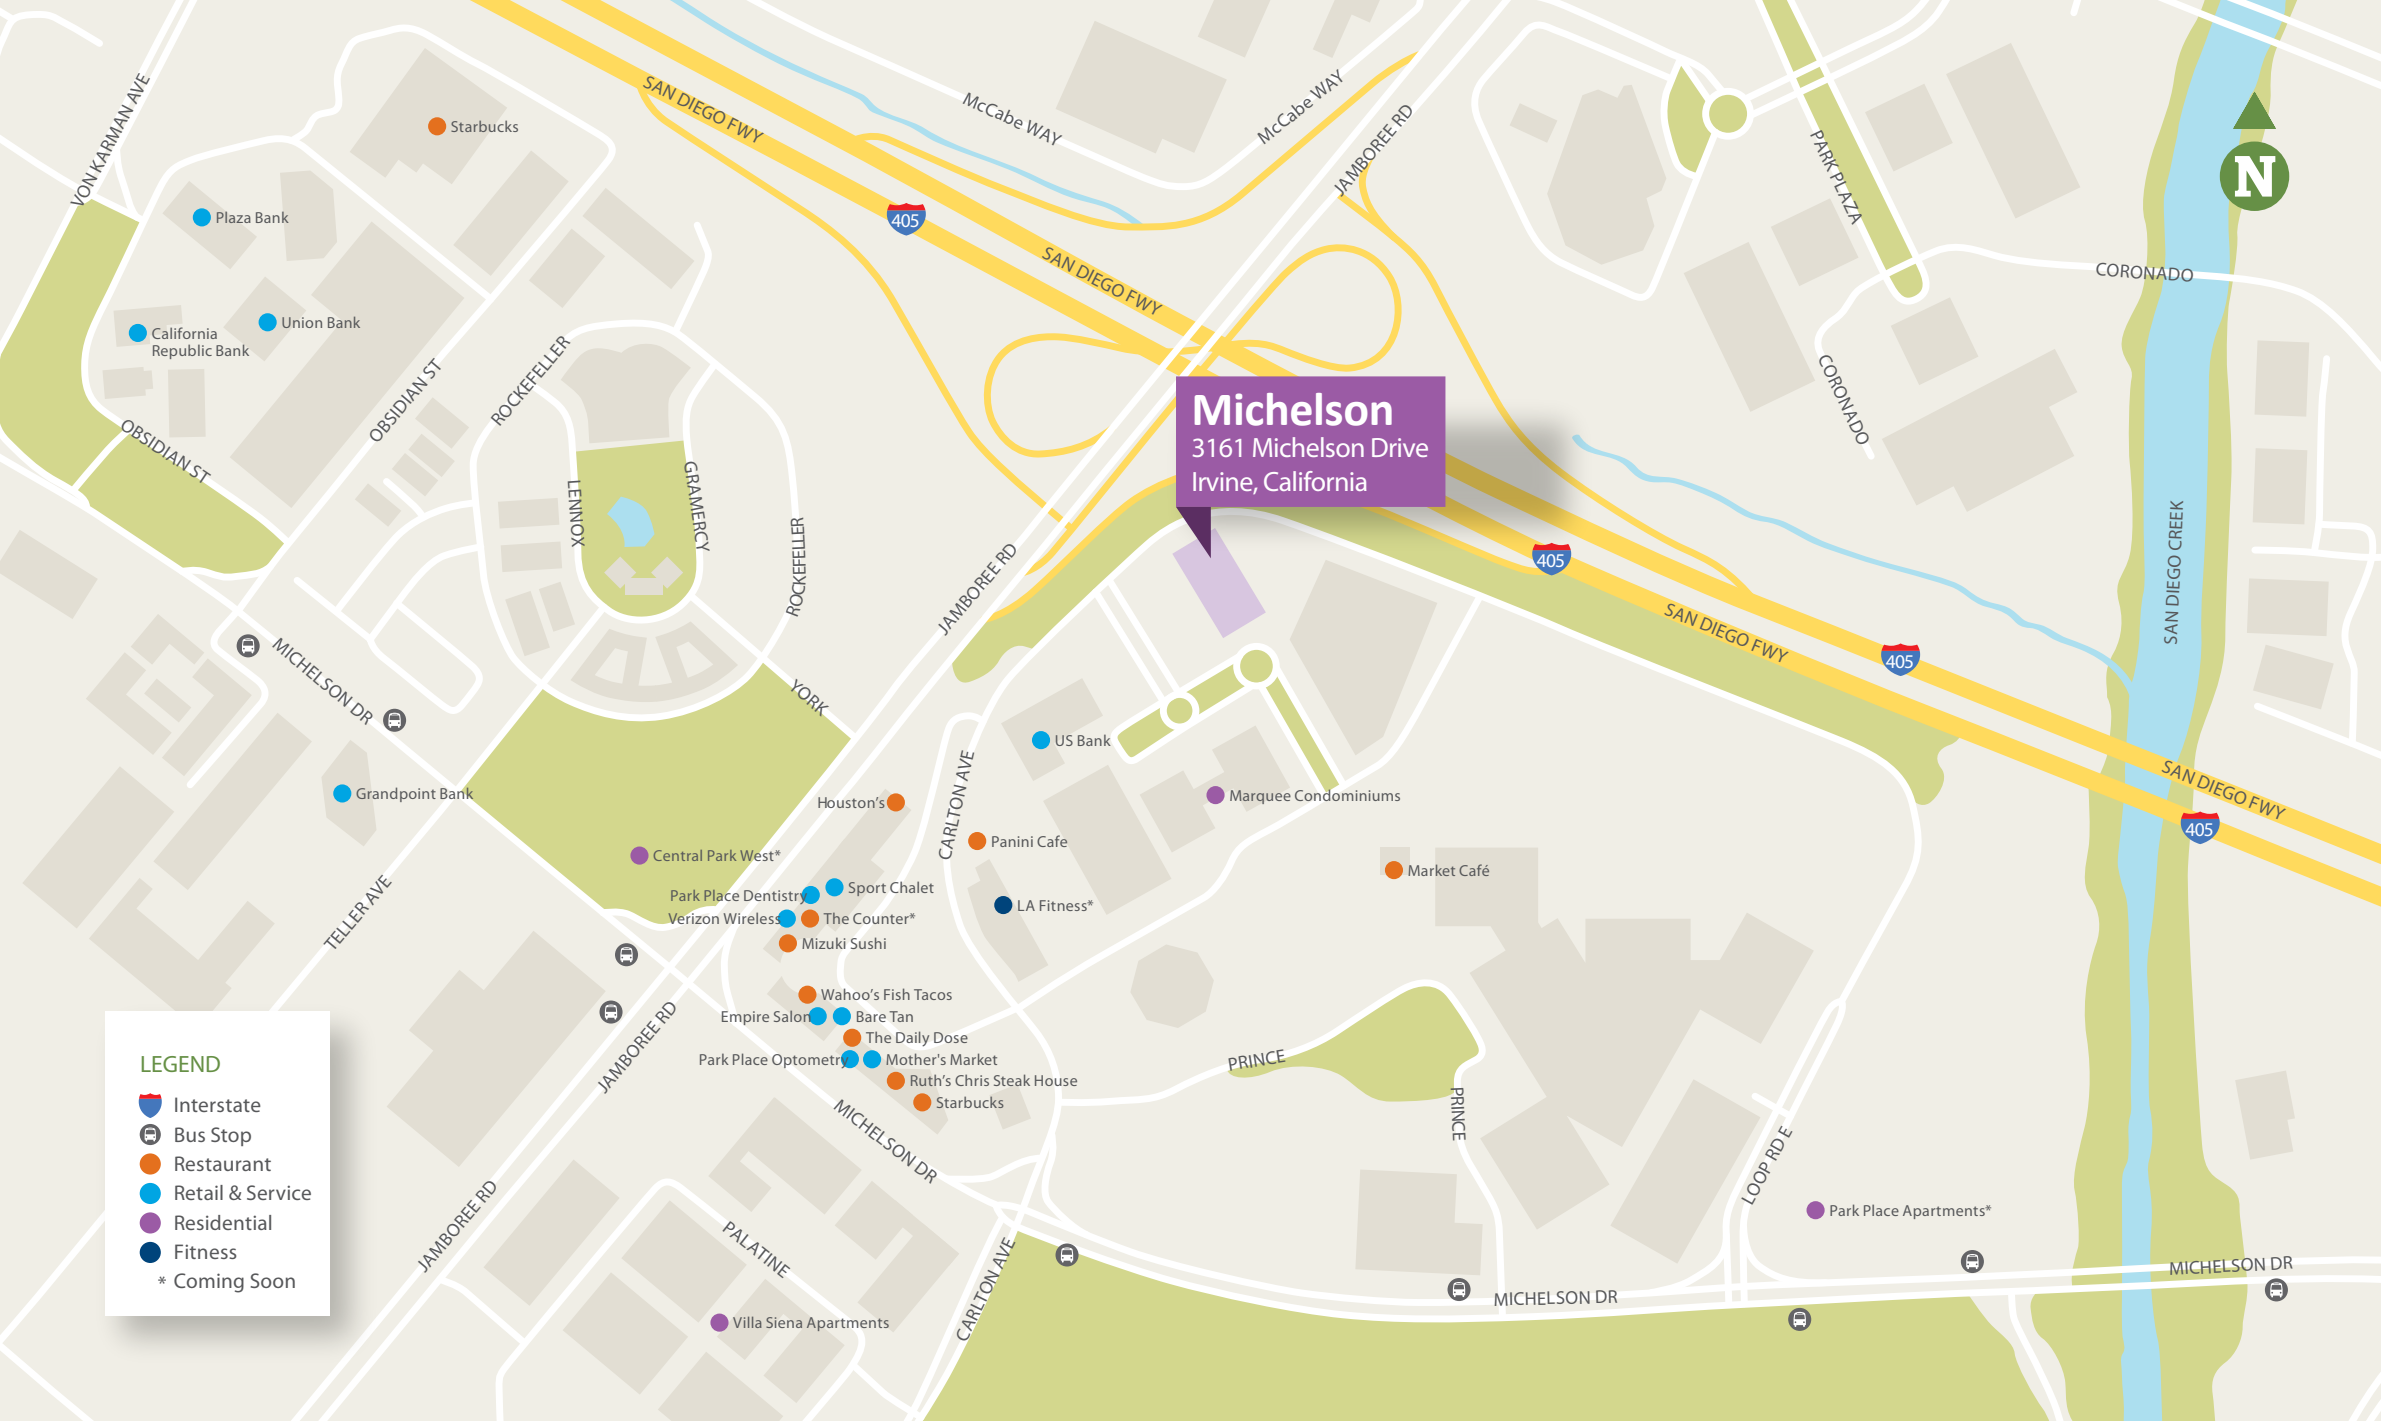 SAN DIEGO FWY
McCabe WAY
McCabe WAY
JAMBOREE RD
VON KARMAN AVE
Starbucks
PARK PLAZA
N
Plaza Bank
405
SAN DIEGO FWY
CORONADO
California
Republic Bank
Union Bank
ROCKEFELLER
OBSIDIAN ST
CORONADO
Michelson
3161 Michelson Drive
Irvine, California
OBSIDIAN ST
LENNOX
GRAMERCY
ROCKEFELLER
JAMBOREE RD
405
SAN DIEGO CREEK
SAN DIEGO FWY
405
MICHELSON DR
YORK
US Bank
SAN DIEGO FWY
405
Grandpoint Bank
Houston's
CARLTON AVE
Marquee Condominiums
Panini Cafe
Central Park West*
Market Café
Park Place Dentistry
Sport Chalet
LA Fitness*
TELLER AVE
Verizon Wireless
The Counter*
Mizuki Sushi
Wahoo's Fish Tacos
Empire Salon
Bare Tan
The Daily Dose
Park Place Optometry
Mother's Market
Ruth's Chris Steak House
Starbucks
JAMBOREE RD
PRINCE
PRINCE
MICHELSON DR
LOOP RD E
Park Place Apartments*
JAMBOREE RD
PALATINE
CARLTON AVE
Villa Siena Apartments
MICHELSON DR
MICHELSON DR
LEGEND
Interstate
Bus Stop
Restaurant
Retail & Service
Residential
Fitness
* Coming Soon